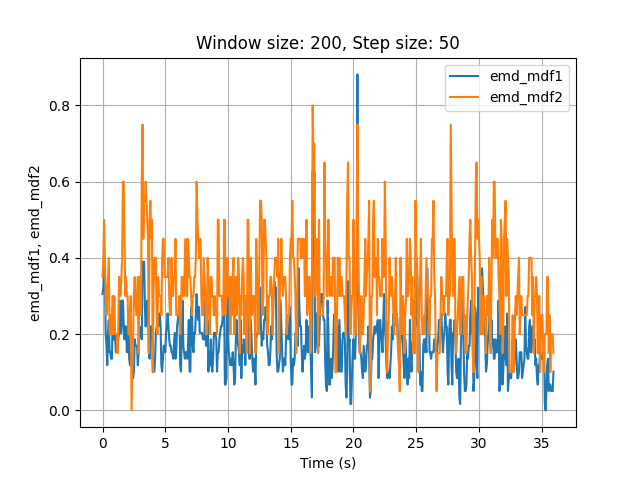 Window size: 200, Step size: 50
emd_mdf1
emd_mdf2
emd_mdf1, emd_mdf2
0.8
0.6
0.4
0.2
0.0
0 5 10 15 20 25 30 35
Time (s)